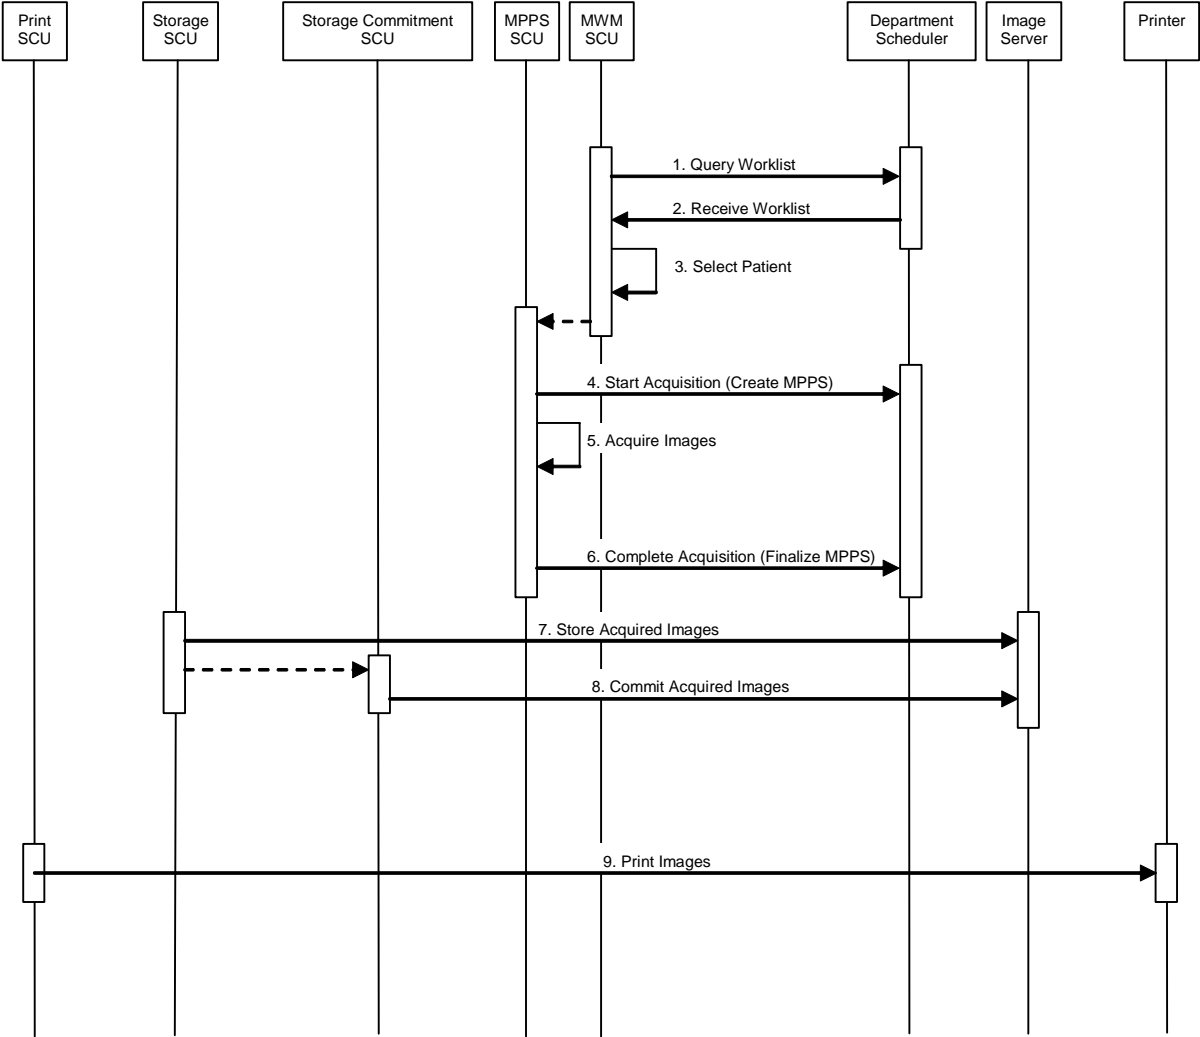 Print
SCU
Storage
SCU
Storage Commitment
SCU
MPPS
SCU
MWM
SCU
Department
Scheduler
Image
Server
Printer
1. Query Worklist
2. Receive Worklist
3. Select Patient
4. Start Acquisition (Create MPPS)
5. Acquire Images
6. Complete Acquisition (Finalize MPPS)
7. Store Acquired Images
8. Commit Acquired Images
9. Print Images